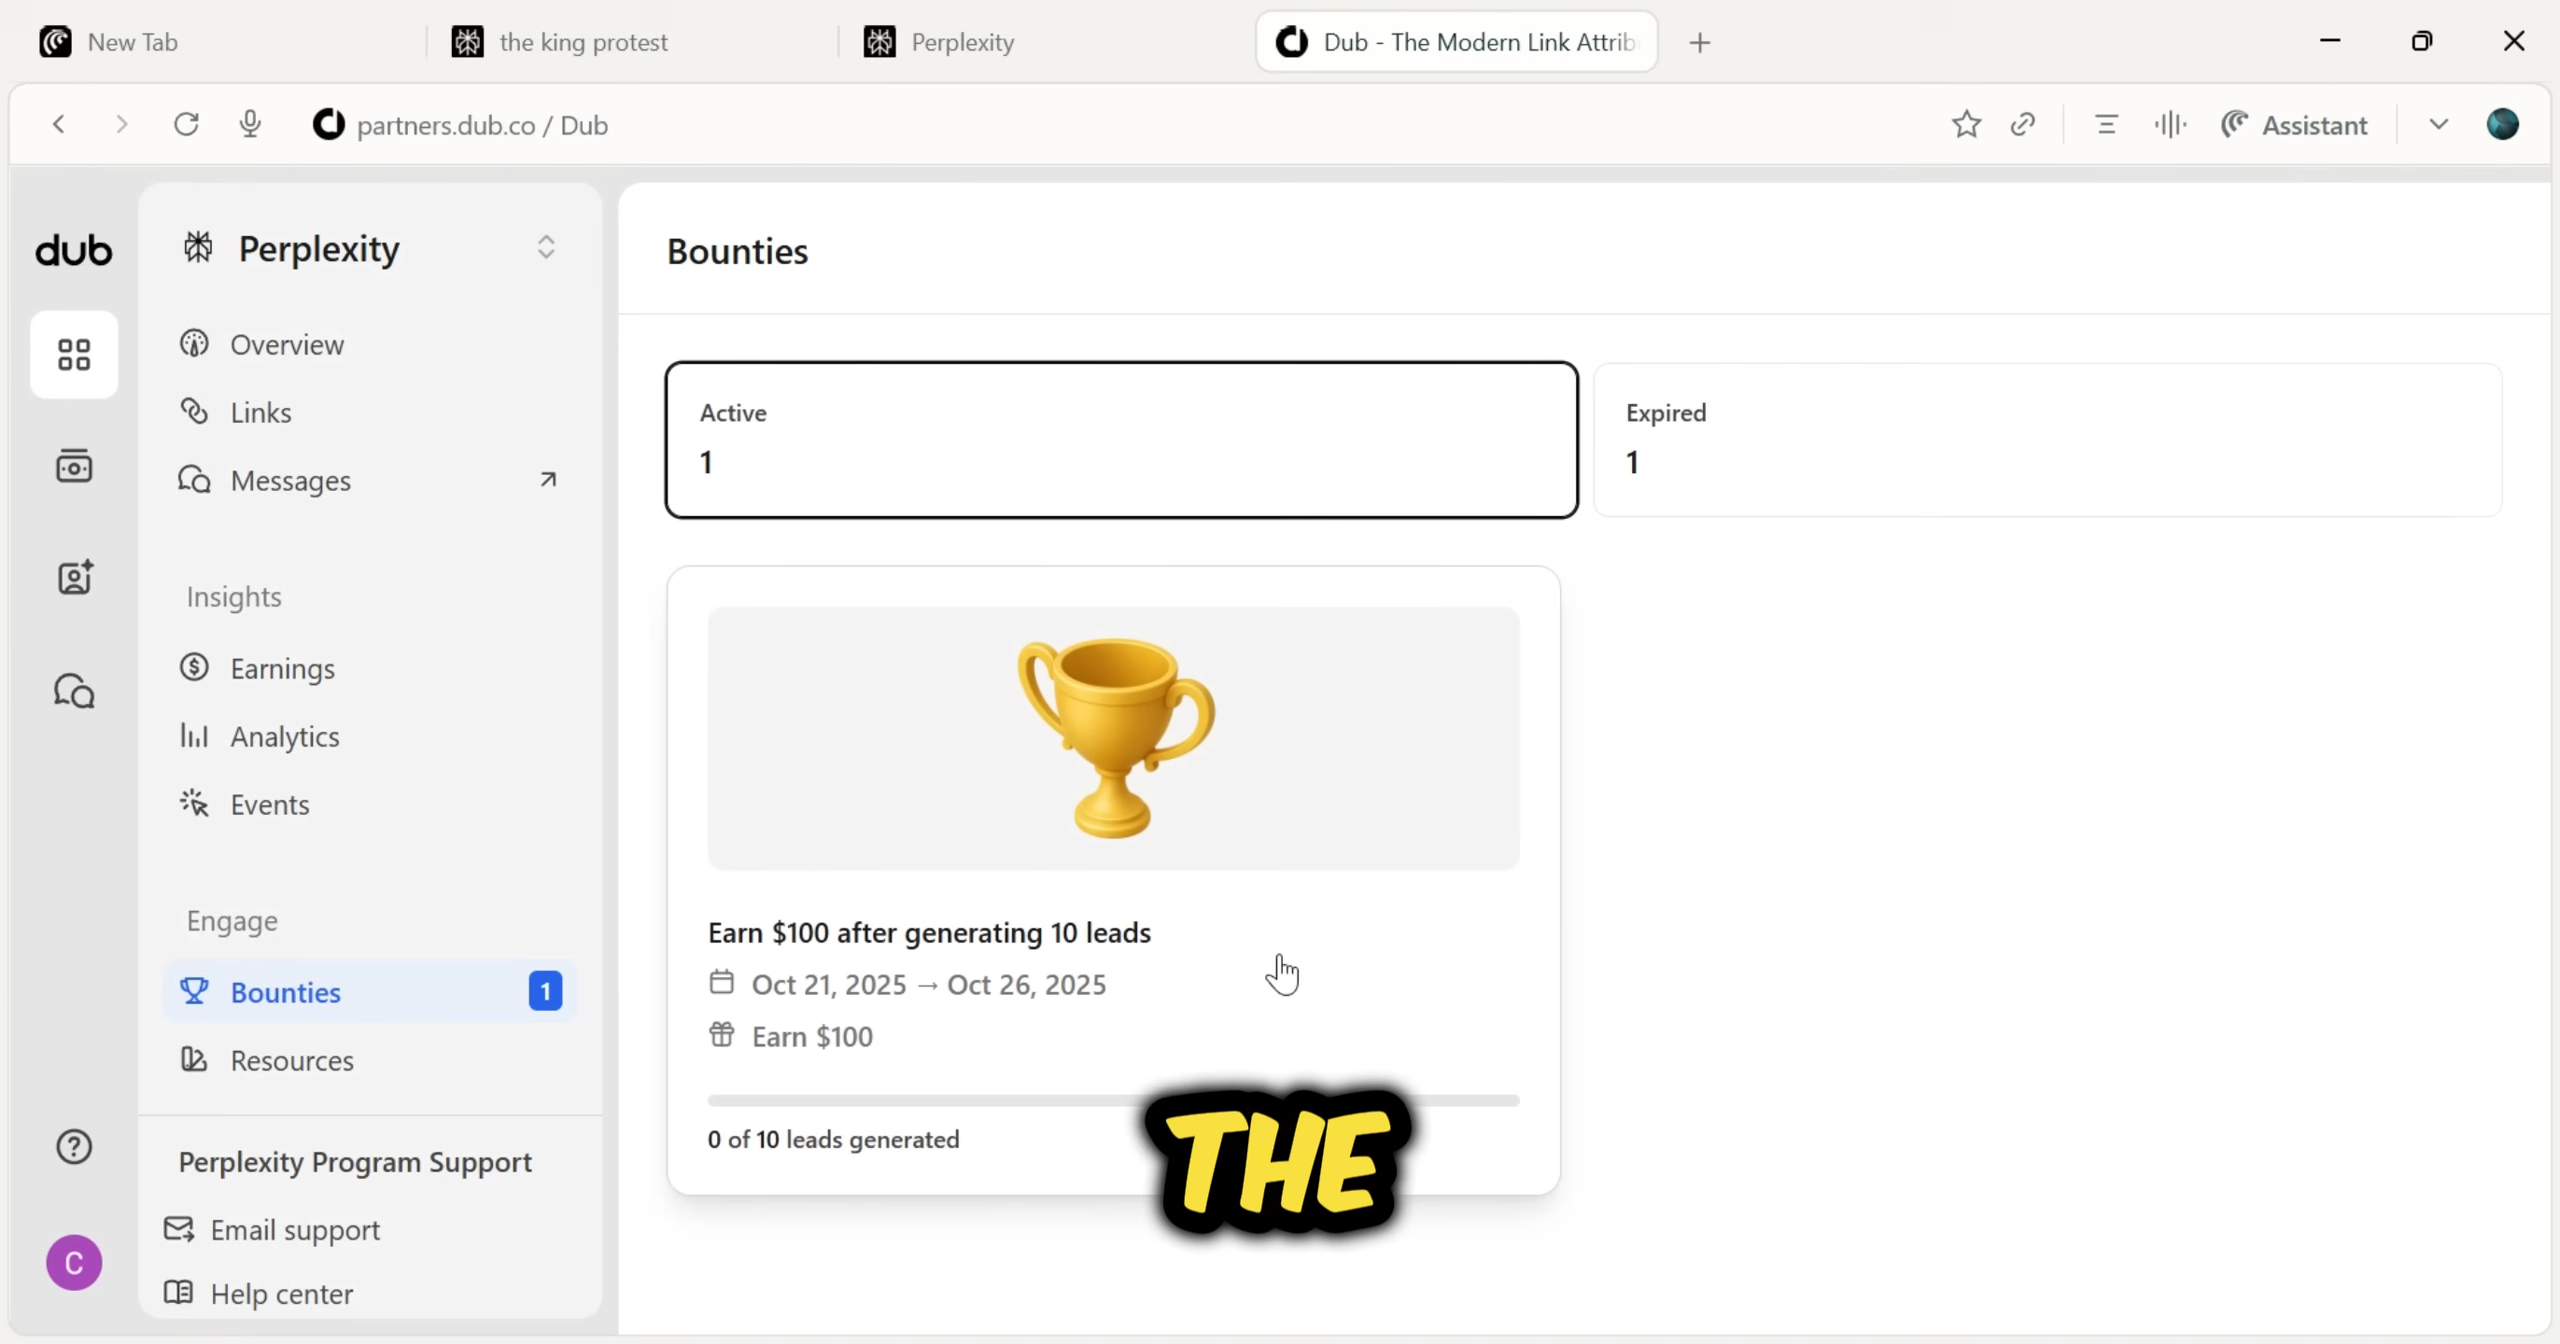 New Tab
the king protest
Perplexity
Dub - The Modern Link Attrib
partners.dub.co / Dub
Assistant
dub
Perplexity
Overview
Links
Messages
Insights
Earnings
Analytics
Events
Engage
Bounties 1
Resources
Perplexity Program Support
Email support
Help center
C
Bounties
Active
1
Expired
1
Earn $100 after generating 10 leads
Oct 21, 2025 → Oct 26, 2025
Earn $100
0 of 10 leads generated
THE